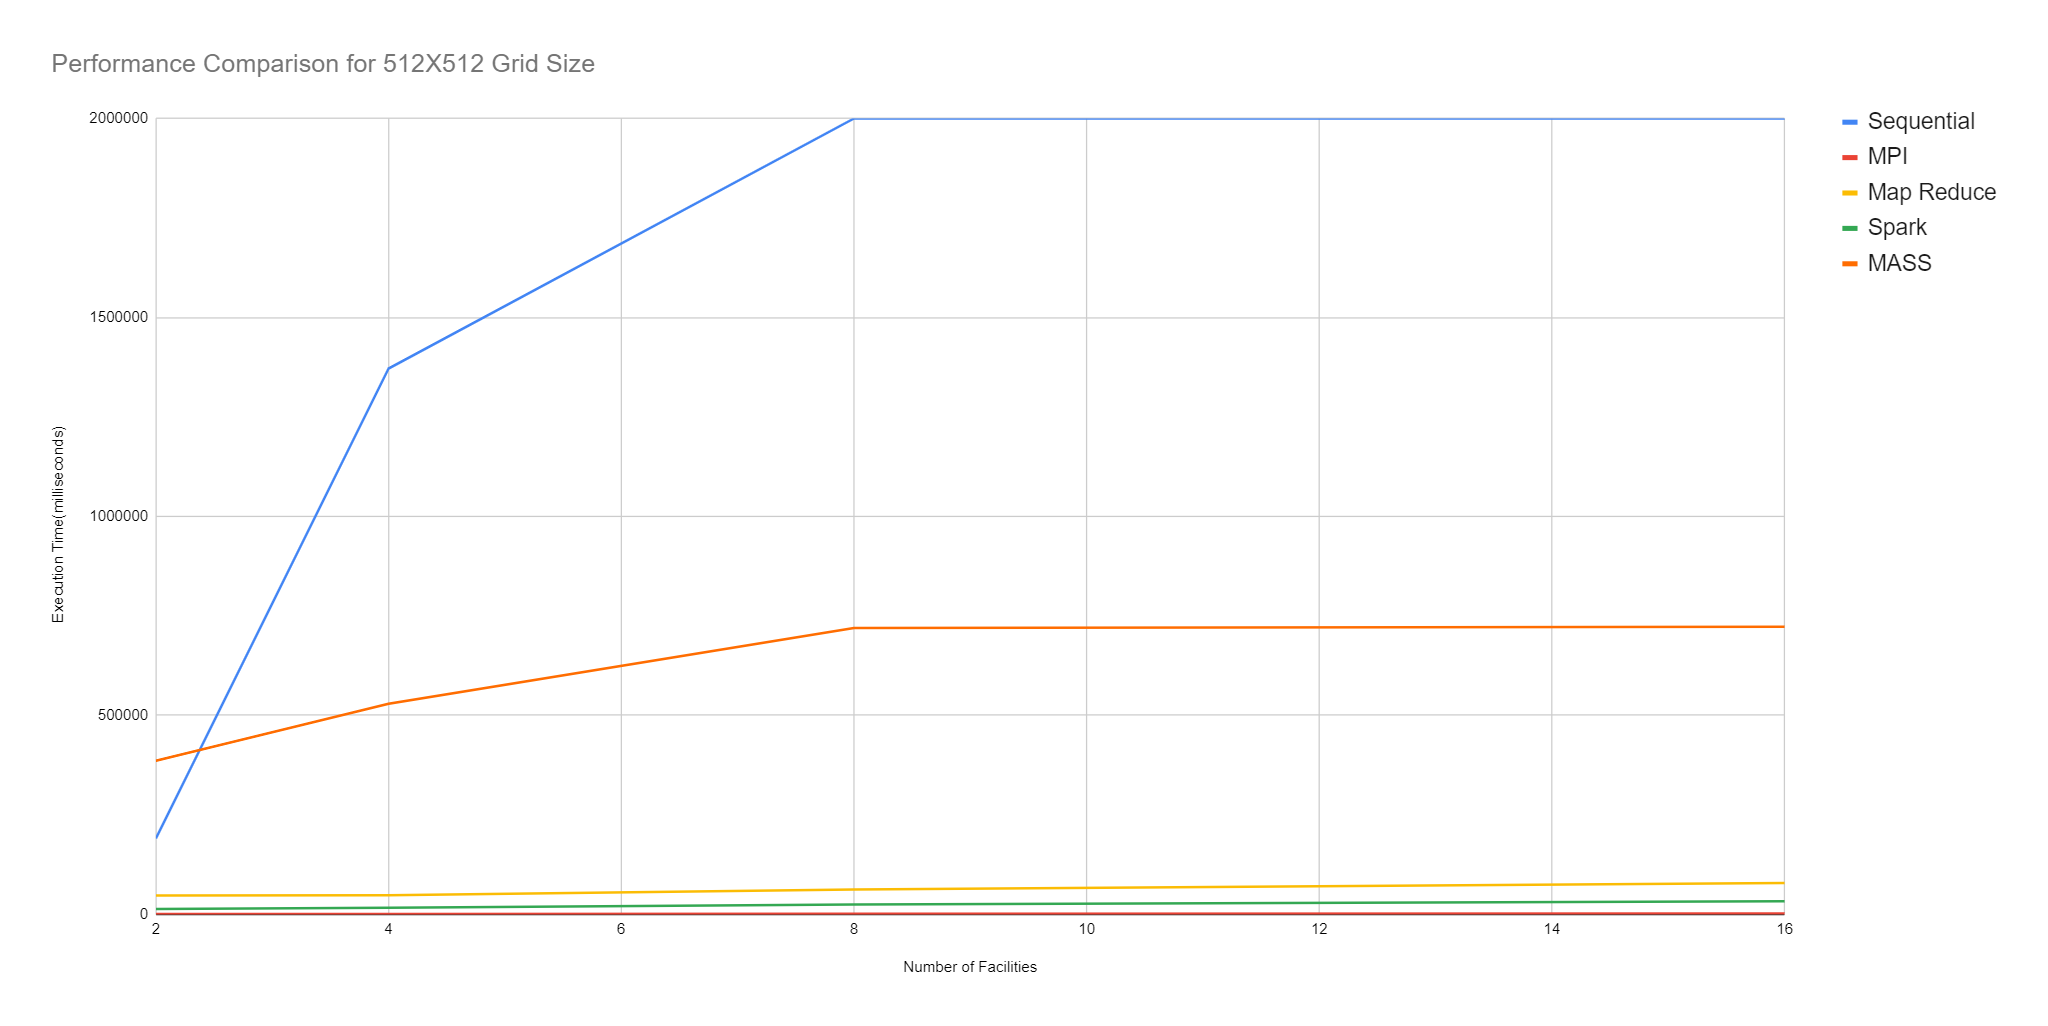 Performance Comparison for 512X512 Grid Size
2000000
1500000
1000000
500000
0
Execution Time(milliseconds)
2 4 6 8 10 12 14 16
Number of Facilities
Sequential
MPI
Map Reduce
Spark
MASS